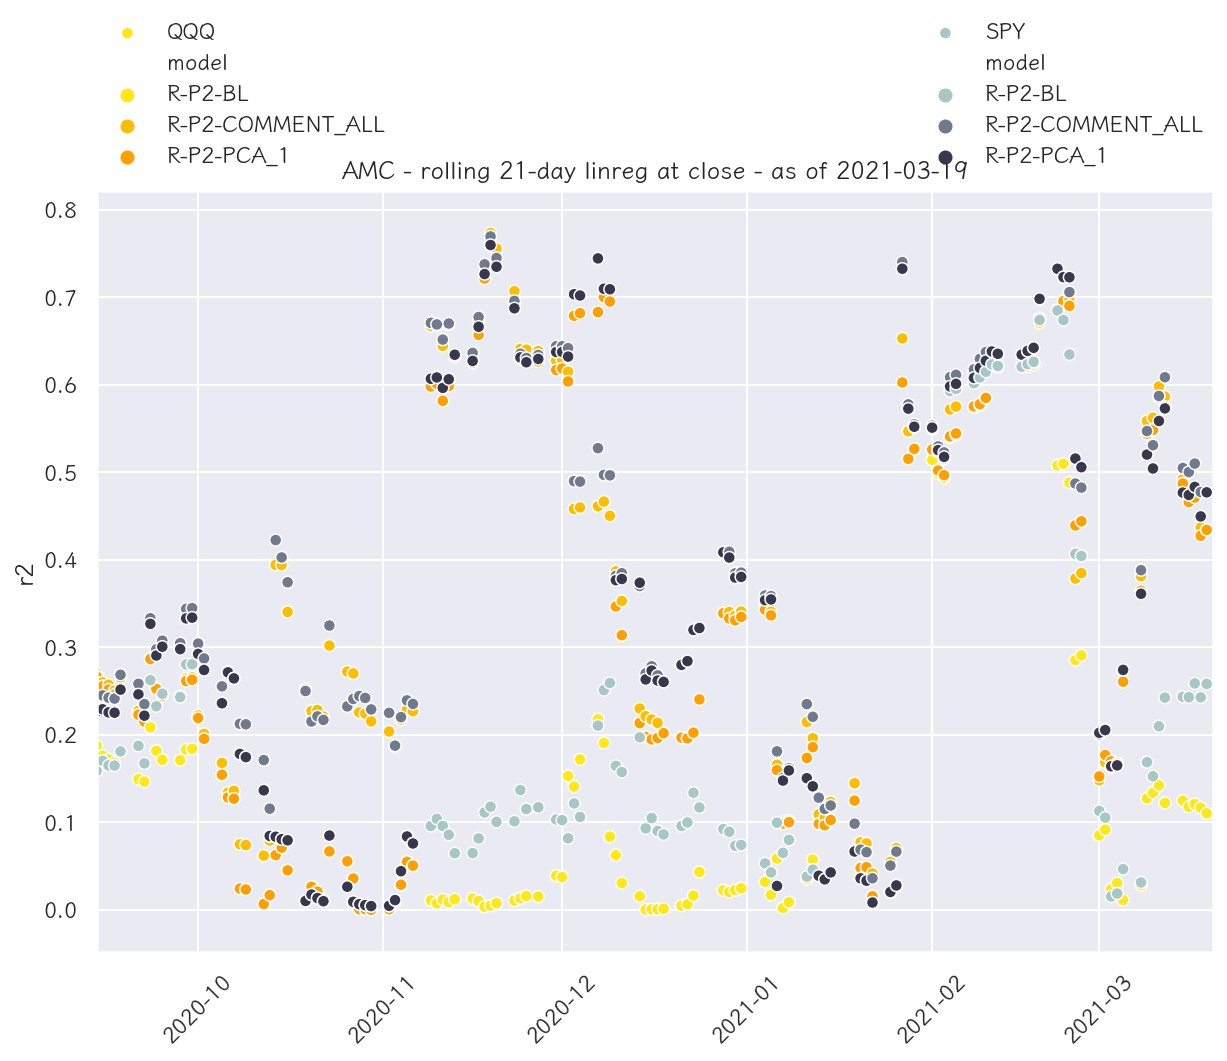 QQQ
model
R-P2-BL
R-P2-COMMENT_ALL
R-P2-PCA_1
SPY
model
R-P2-BL
R-P2-COMMENT_ALL
R-P2-PCA_1
AMC - rolling 21-day linreg at close - as of 2021-03-19
0.8
0.7
0.6
0.5
0.4
0.3
0.2
0.1
0.0
r2
2020-10
2020-11
2020-12
2021-01
2021-02
2021-03